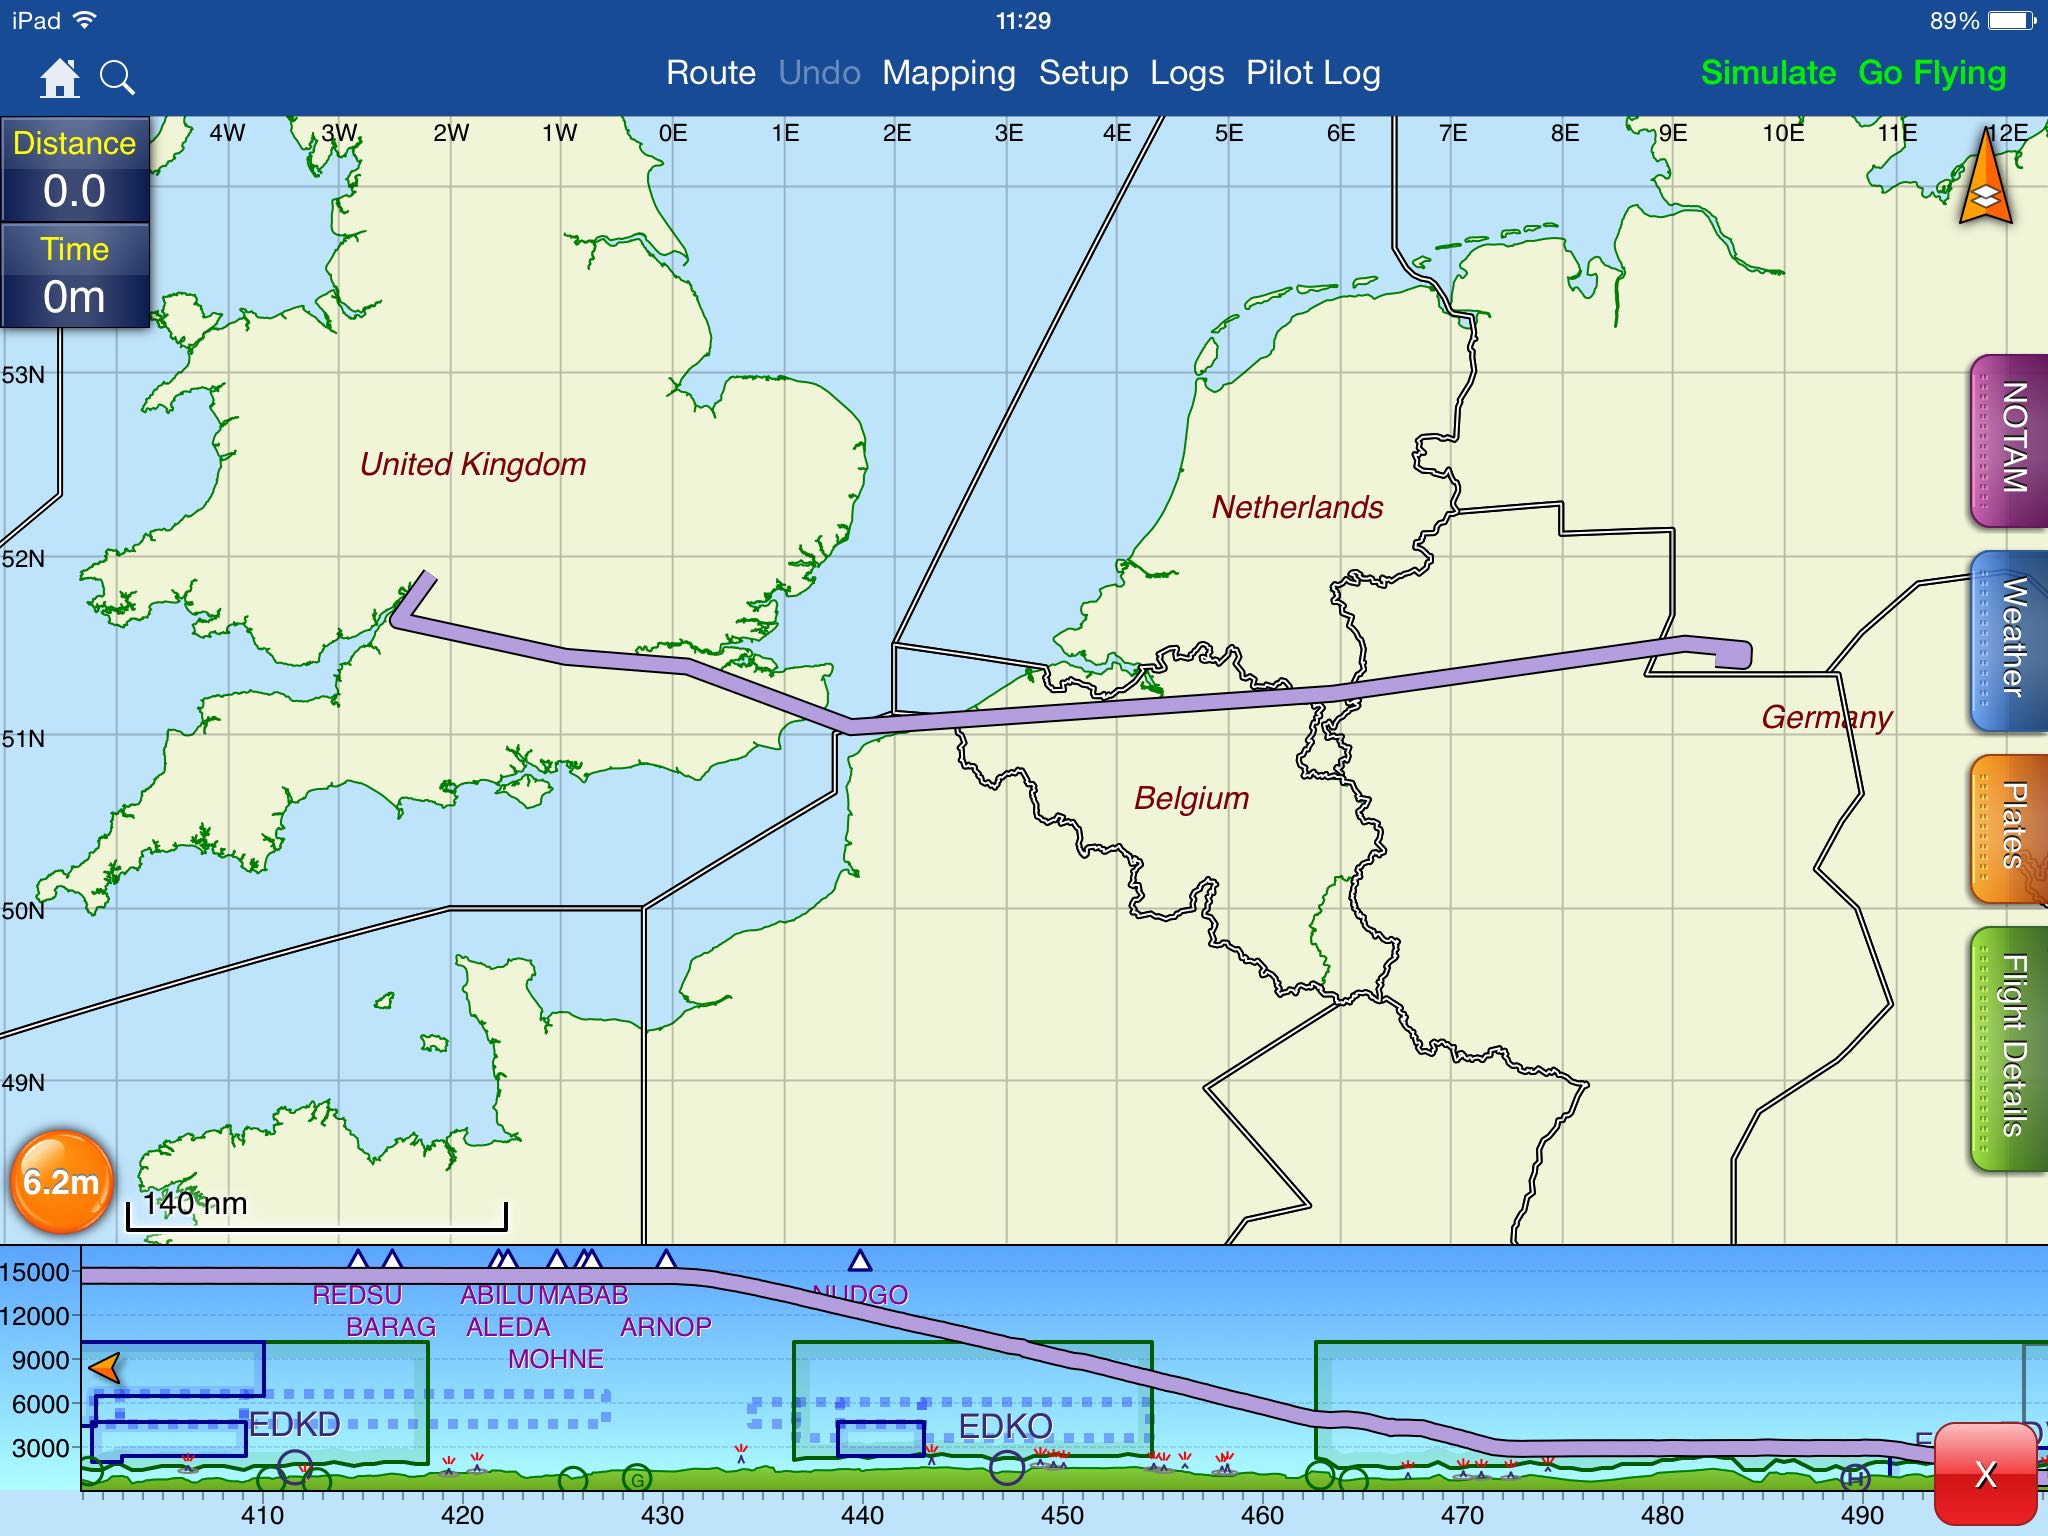 iPad 11:29 89%
Route Undo Mapping Setup Logs Pilot Log Simulate Go Flying
Distance
0.0
Time
0m
4W 3W 2W 1W 0E 1E 2E 3E 4E 5E 6E 7E 8E 9E 10E 11E 12E
53N
52N
51N
50N
49N
United Kingdom
Netherlands
Belgium
Germany
NOTAM
Weather
Plates
Flight Details
6.2m
140 nm
15000
12000
9000
6000
3000
REDSU ABILU MABAB NUDGO
BARAG ALEDA ARNOP
MOHNE
EDKD EDKO
G H
X
410 420 430 440 450 460 470 480 490